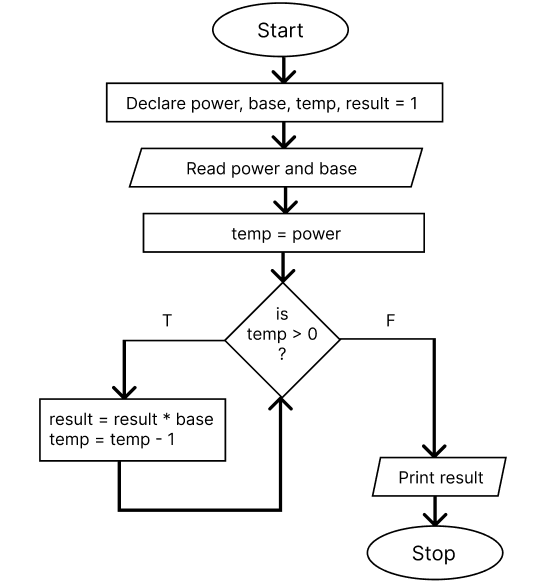 Start
Declare power, base, temp, result = 1
Read power and base
temp = power
is
temp > 0
?
T
F
result = result * base
temp = temp - 1
Print result
Stop